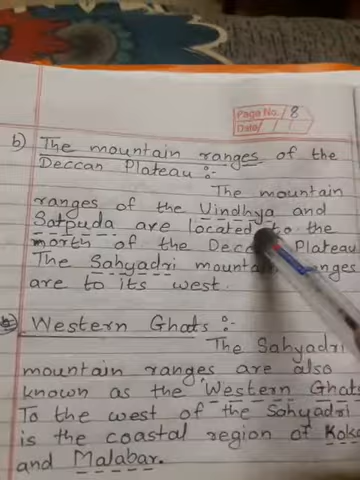 Page No. 8
Date / /
b) The mountain ranges of the
Deccan Plateau :-
The mountain
ranges of the Vindhya and
Satpuda are located to the
north of the Plateau
The Sahyadri
are to its west.
Western Ghats :-
The Sahyadri
mountain ranges, are also
known as the Western Ghats
To the west of the Sahyadri
is the coastal region of
and Malabar.